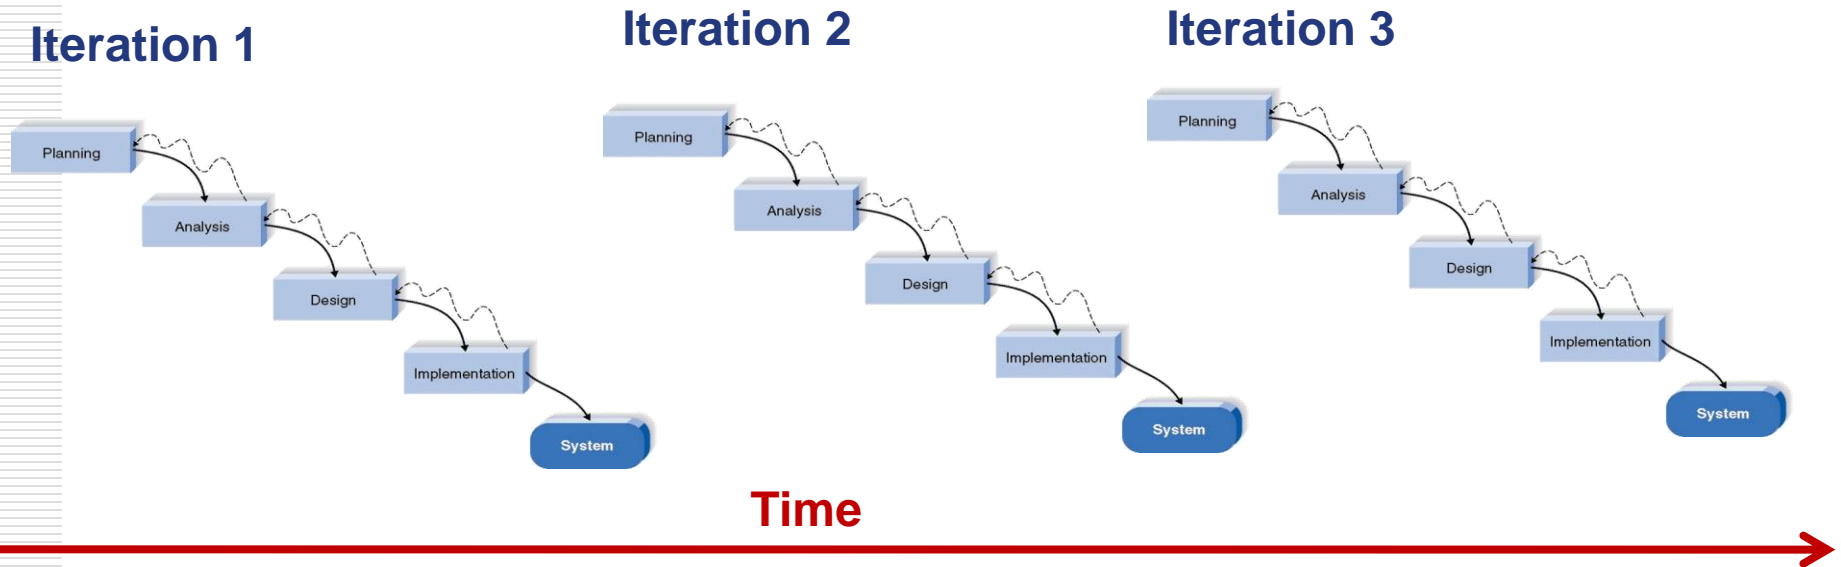 Iteration 1
Planning
Analysis
Design
Implementation
System
Iteration 2
Planning
Analysis
Design
Implementation
System
Iteration 3
Planning
Analysis
Design
Implementation
System
Time